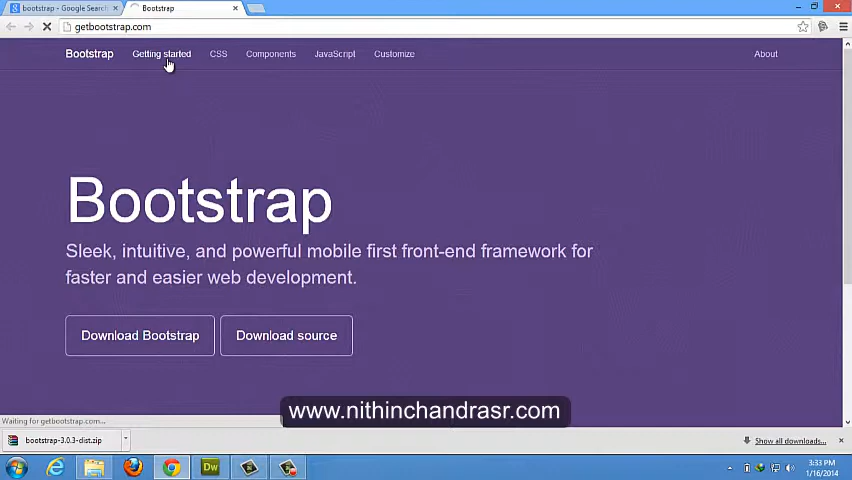 bootstrap - Google Search
Bootstrap
getbootstrap.com
Bootstrap Getting started CSS Components JavaScript Customize About
Bootstrap
Sleek, intuitive, and powerful mobile first front-end framework for
faster and easier web development.
Download Bootstrap Download source
www.nithinchandrasr.com
Waiting for getbootstrap.com...
bootstrap-3.0.3-dist.zip Show all downloads...
Dw
3:33 PM
1/16/2014